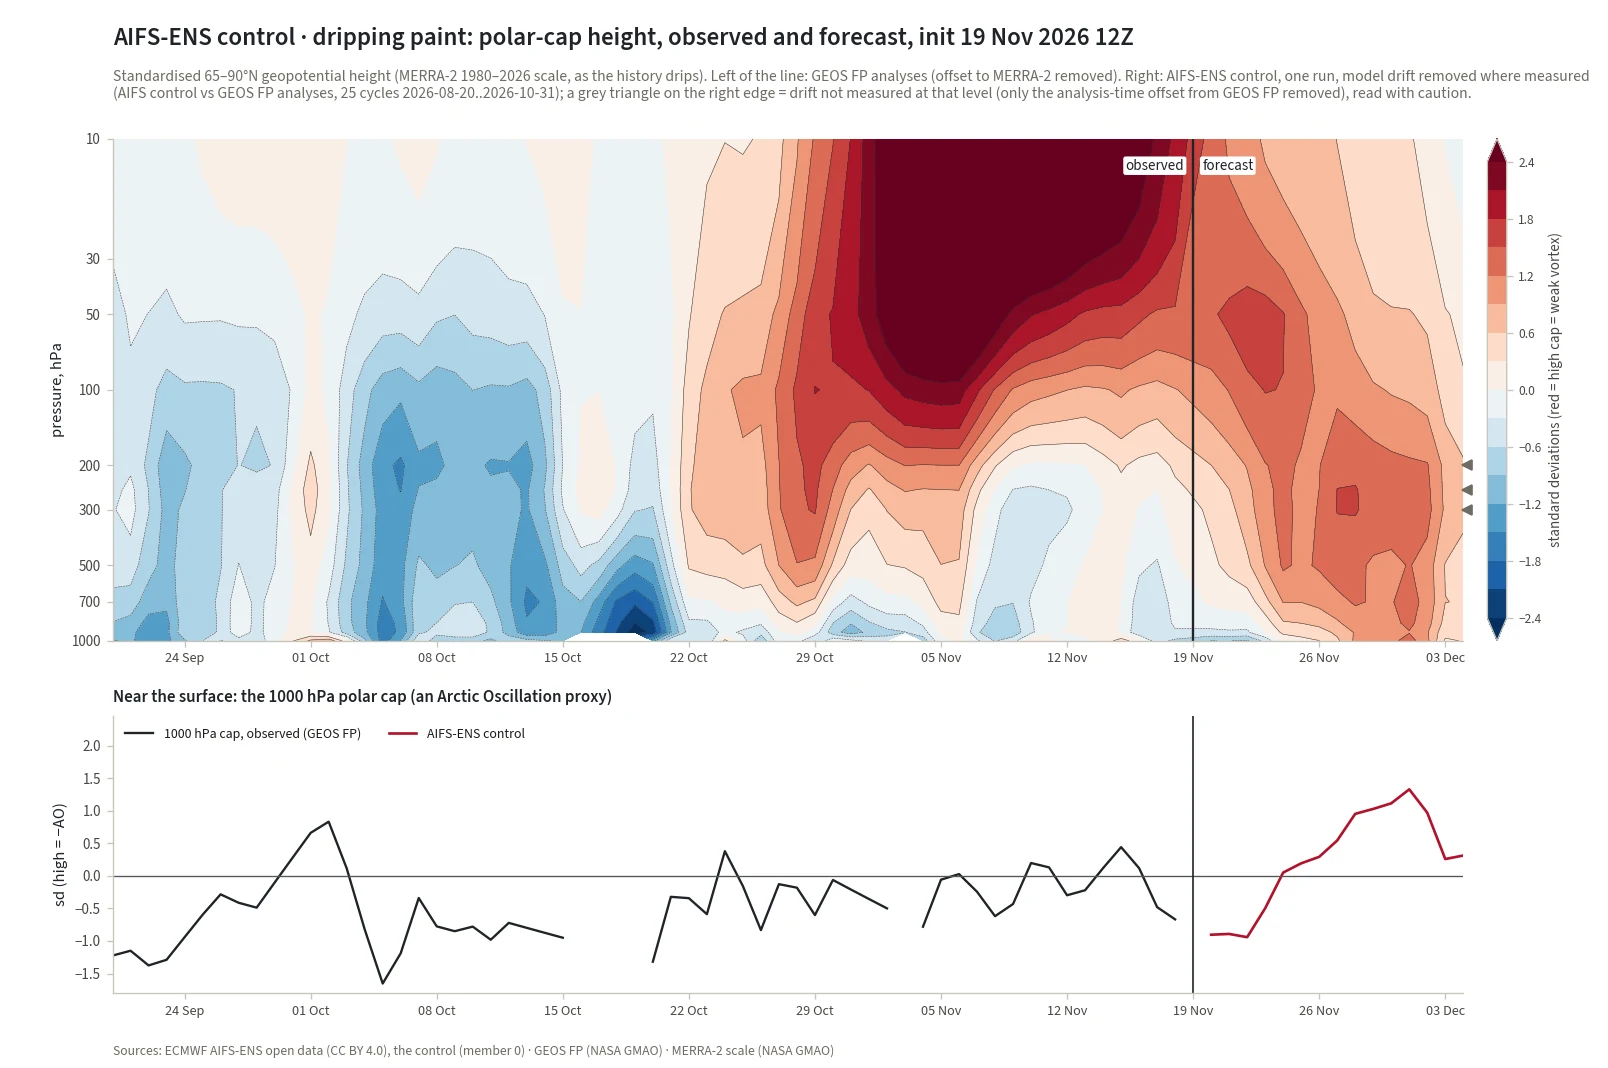 AIFS-ENS control · dripping paint: polar-cap height, observed and forecast, init 19 Nov 2026 12Z
Standardised 65–90°N geopotential height (MERRA-2 1980–2026 scale, as the history drips). Left of the line: GEOS FP analyses (offset to MERRA-2 removed). Right: AIFS-ENS control, one run, model drift removed where measured
(AIFS control vs GEOS FP analyses, 25 cycles 2026-08-20..2026-10-31); a grey triangle on the right edge = drift not measured at that level (only the analysis-time offset from GEOS FP removed), read with caution.
pressure, hPa
10
30
50
100
200
300
500
700
1000
observed
forecast
24 Sep
01 Oct
08 Oct
15 Oct
22 Oct
29 Oct
05 Nov
12 Nov
19 Nov
26 Nov
03 Dec
2.4
1.8
1.2
0.6
0.0
−0.6
−1.2
−1.8
−2.4
standard deviations (red = high cap = weak vortex)
Near the surface: the 1000 hPa polar cap (an Arctic Oscillation proxy)
1000 hPa cap, observed (GEOS FP)
AIFS-ENS control
sd (high = −AO)
2.0
1.5
1.0
0.5
0.0
−0.5
−1.0
−1.5
24 Sep
01 Oct
08 Oct
15 Oct
22 Oct
29 Oct
05 Nov
12 Nov
19 Nov
26 Nov
03 Dec
Sources: ECMWF AIFS-ENS open data (CC BY 4.0), the control (member 0) · GEOS FP (NASA GMAO) · MERRA-2 scale (NASA GMAO)